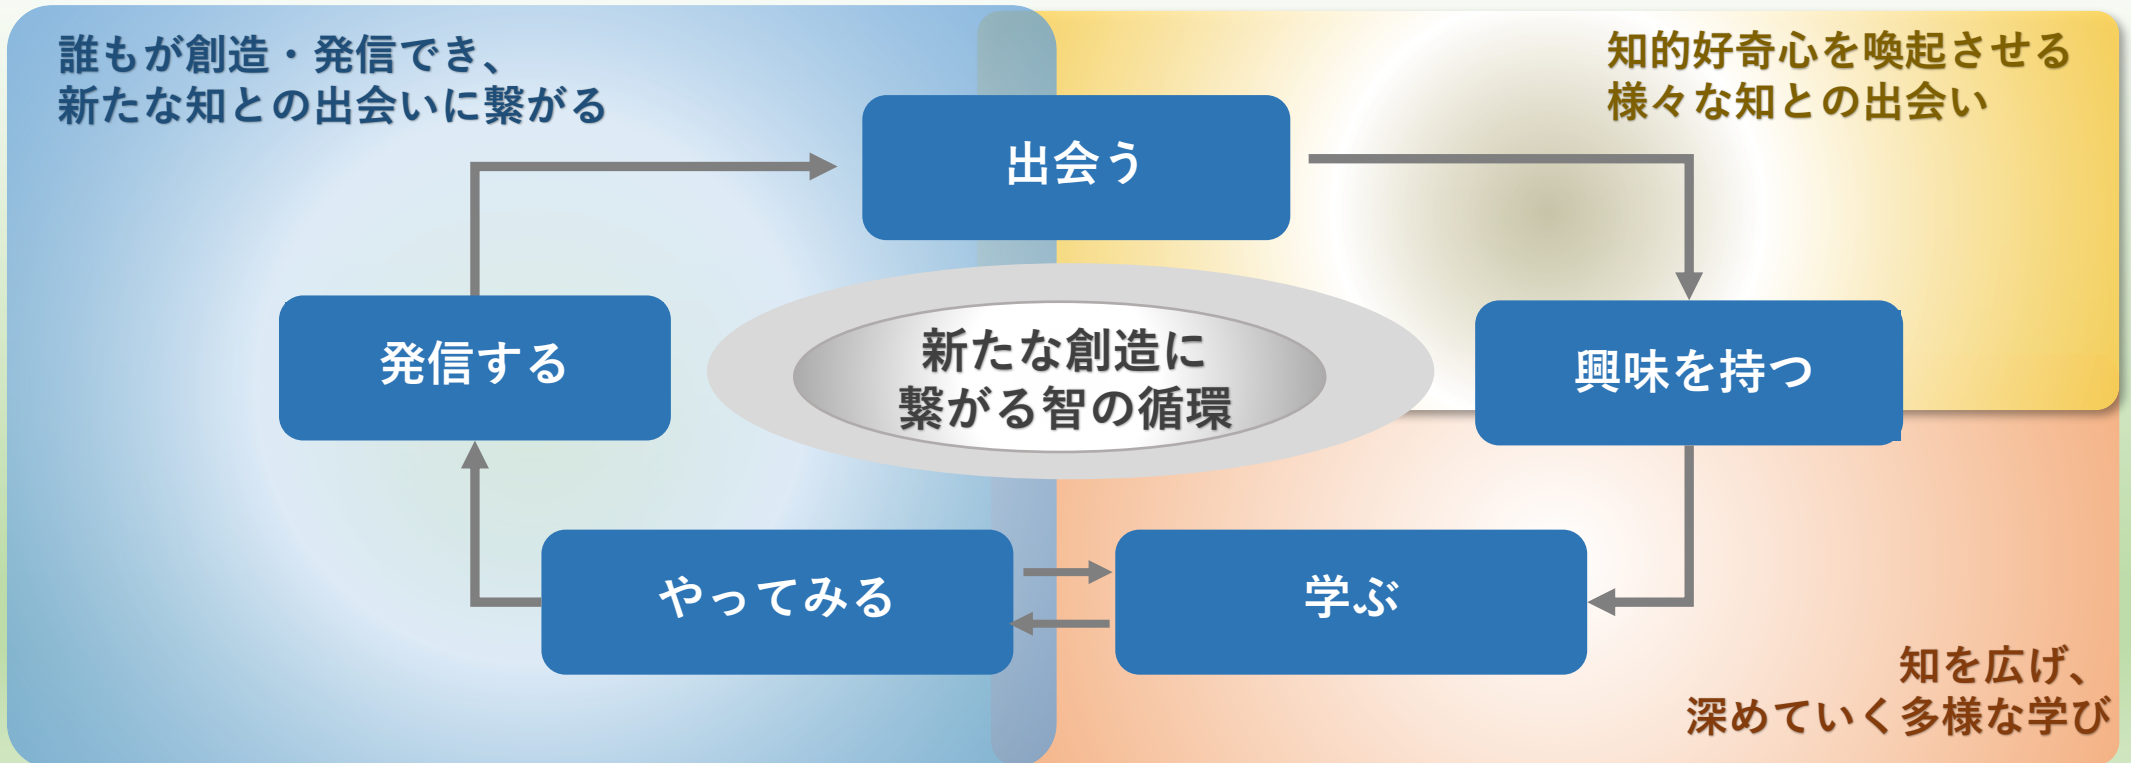 誰もが創造・発信でき、
新たな知との出会いに繋がる
知的好奇心を喚起させる
様々な知との出会い
出会う
発信する
新たな創造に
繋がる智の循環
興味を持つ
やってみる
学ぶ
知を広げ、
深めていく多様な学び